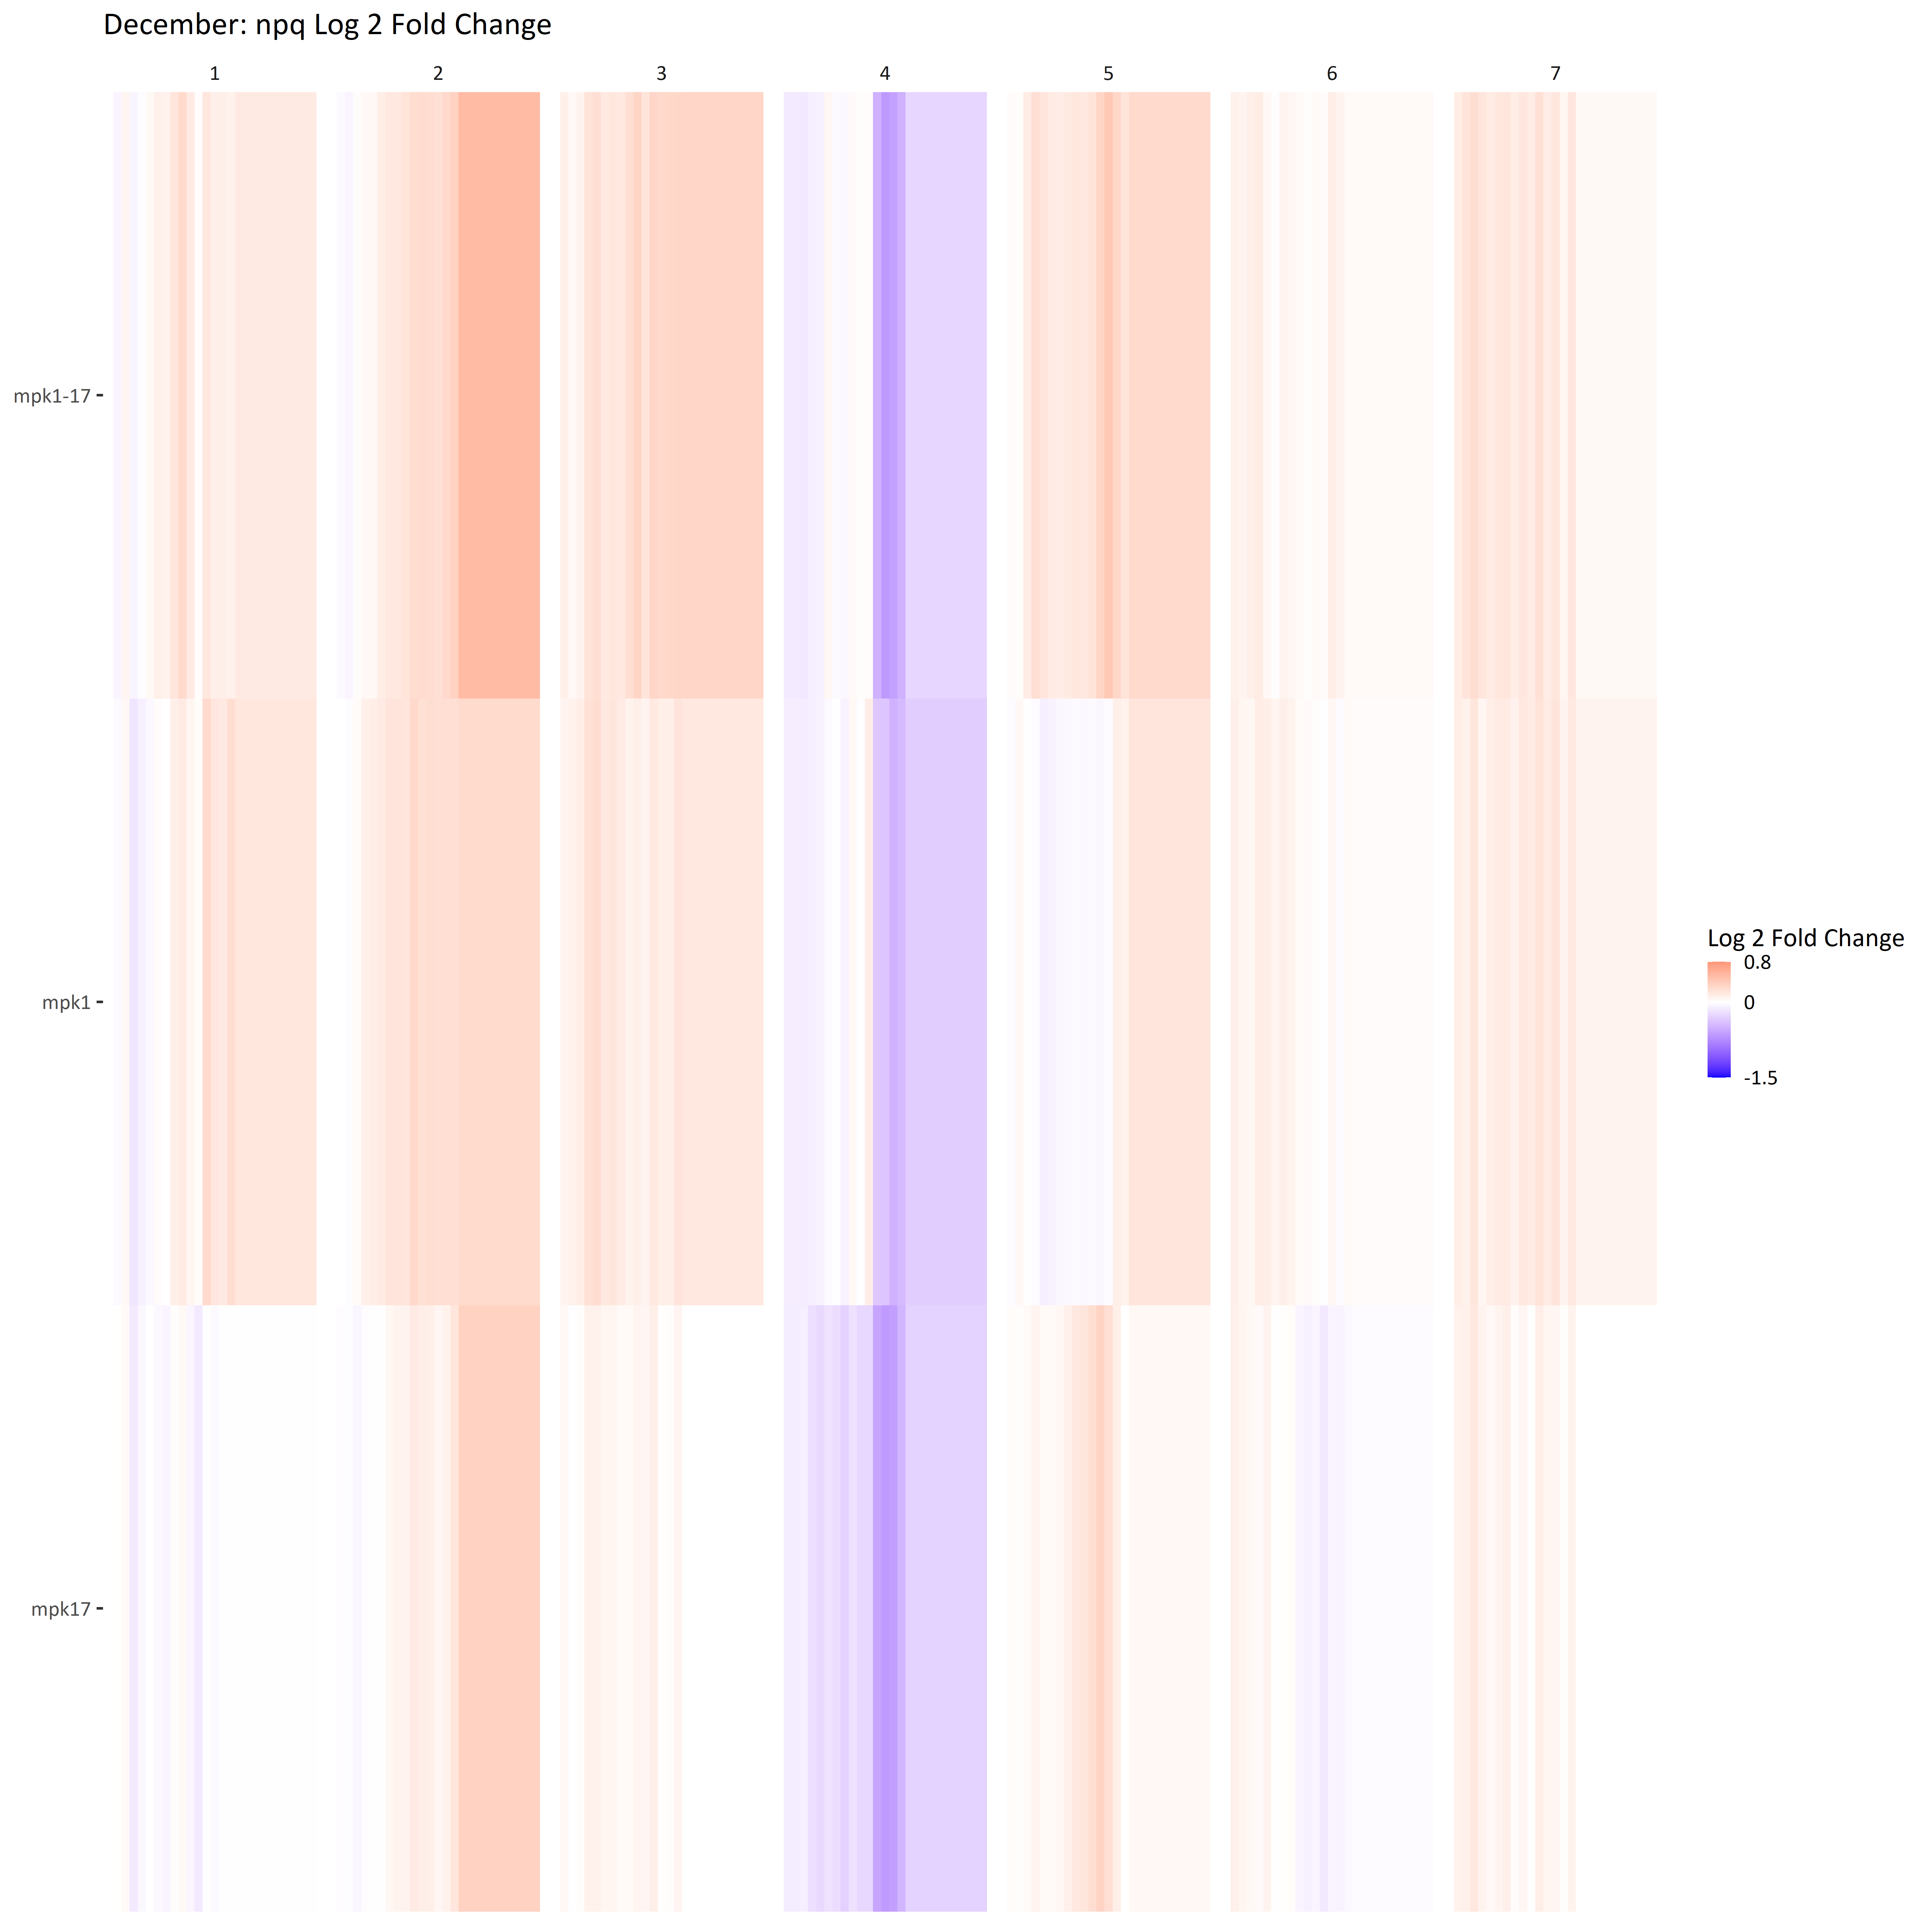 December: npq Log 2 Fold Change
1 2 3 4 5 6 7
mpk1-17
mpk1
mpk17
Log 2 Fold Change
0.8
0
-1.5